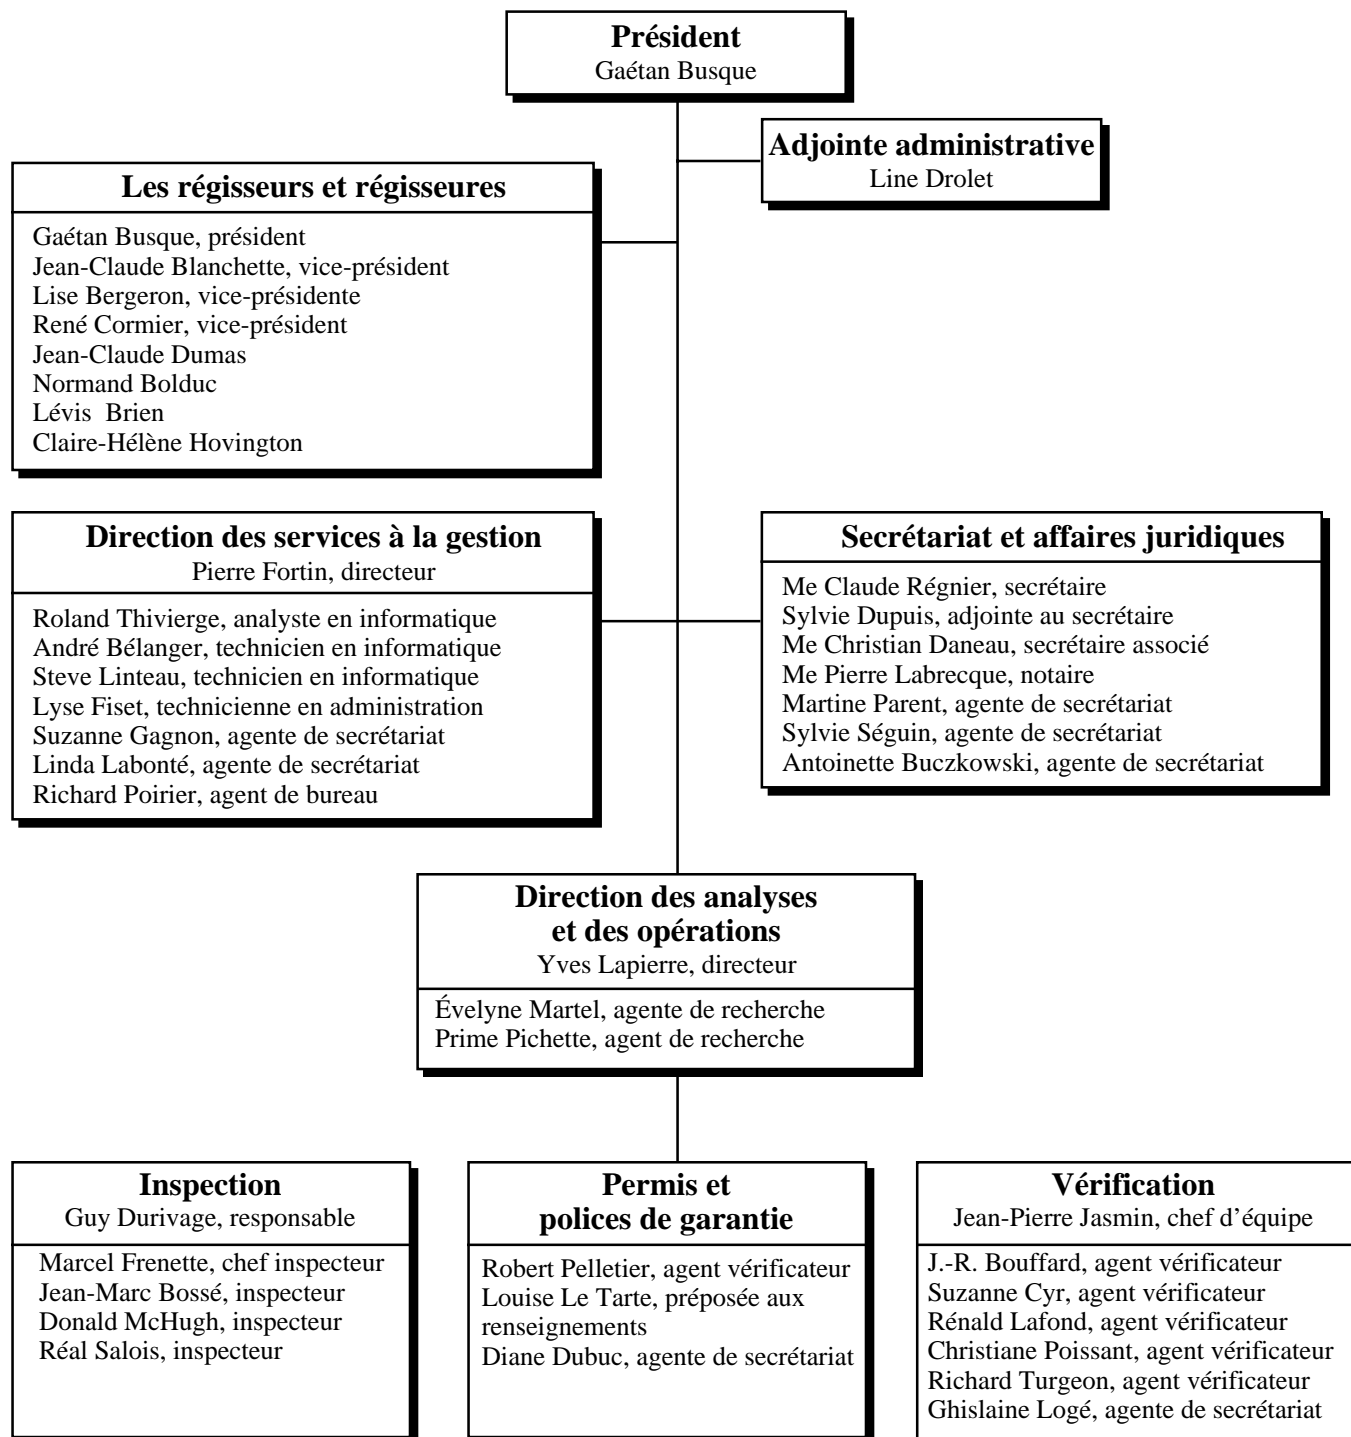 Président
Gaétan Busque
Adjointe administrative
Line Drolet
Les régisseurs et régisseures
Gaétan Busque, président
Jean-Claude Blanchette, vice-président
Lise Bergeron, vice-présidente
René Cormier, vice-président
Jean-Claude Dumas
Normand Bolduc
Lévis Brien
Claire-Hélène Hovington
Direction des services à la gestion
Pierre Fortin, directeur
Roland Thivierge, analyste en informatique
André Bélanger, technicien en informatique
Steve Linteau, technicien en informatique
Lyse Fiset, technicienne en administration
Suzanne Gagnon, agente de secrétariat
Linda Labonté, agente de secrétariat
Richard Poirier, agent de bureau
Secrétariat et affaires juridiques
Me Claude Régnier, secrétaire
Sylvie Dupuis, adjointe au secrétaire
Me Christian Daneau, secrétaire associé
Me Pierre Labrecque, notaire
Martine Parent, agente de secrétariat
Sylvie Séguin, agente de secrétariat
Antoinette Buczkowski, agente de secrétariat
Direction des analyses
et des opérations
Yves Lapierre, directeur
Évelyne Martel, agente de recherche
Prime Pichette, agent de recherche
Inspection
Guy Durivage, responsable
Marcel Frenette, chef inspecteur
Jean-Marc Bossé, inspecteur
Donald McHugh, inspecteur
Réal Salois, inspecteur
Permis et
polices de garantie
Robert Pelletier, agent vérificateur
Louise Le Tarte, préposée aux
renseignements
Diane Dubuc, agente de secrétariat
Vérification
Jean-Pierre Jasmin, chef d’équipe
J.-R. Bouffard, agent vérificateur
Suzanne Cyr, agent vérificateur
Rénald Lafond, agent vérificateur
Christiane Poissant, agent vérificateur
Richard Turgeon, agent vérificateur
Ghislaine Logé, agente de secrétariat